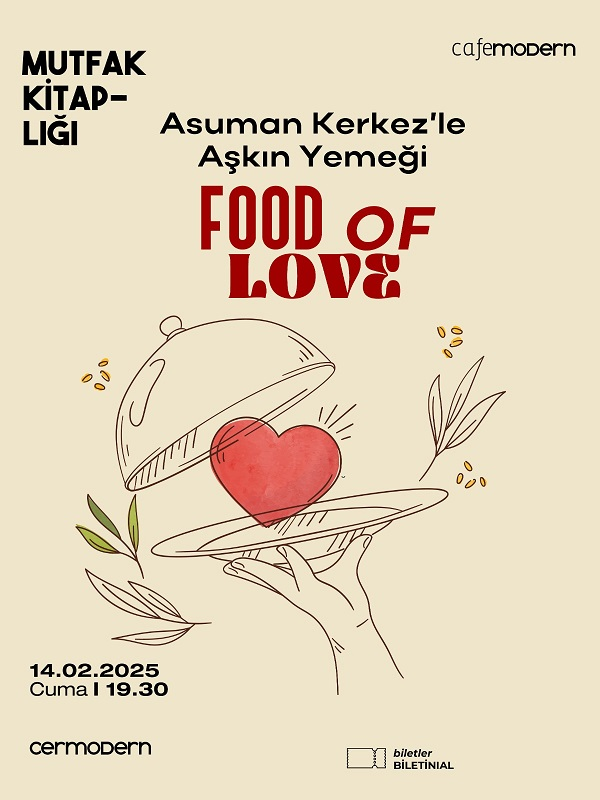 MUTFAK
KİTAP-
LIĞI
cafemodern
Asuman Kerkez'le
Aşkın Yemeği
FOOD OF
LOVE
14.02.2025
Cuma I 19.30
cermodern
biletler
BİLETİNİAL